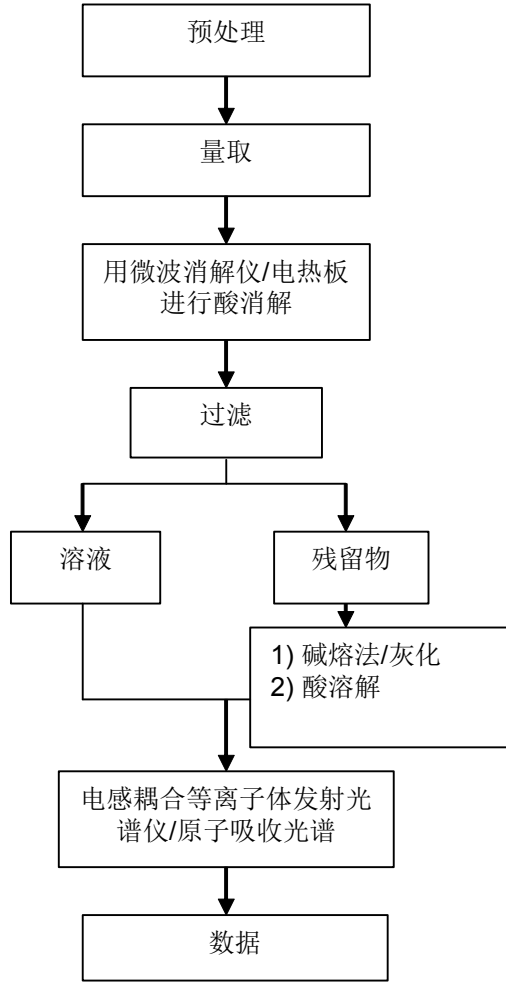 预处理
量取
用微波消解仪/电热板
进行酸消解
过滤
溶液
残留物
1) 碱熔法/灰化
2) 酸溶解
电感耦合等离子体发射光
谱仪/原子吸收光谱
数据